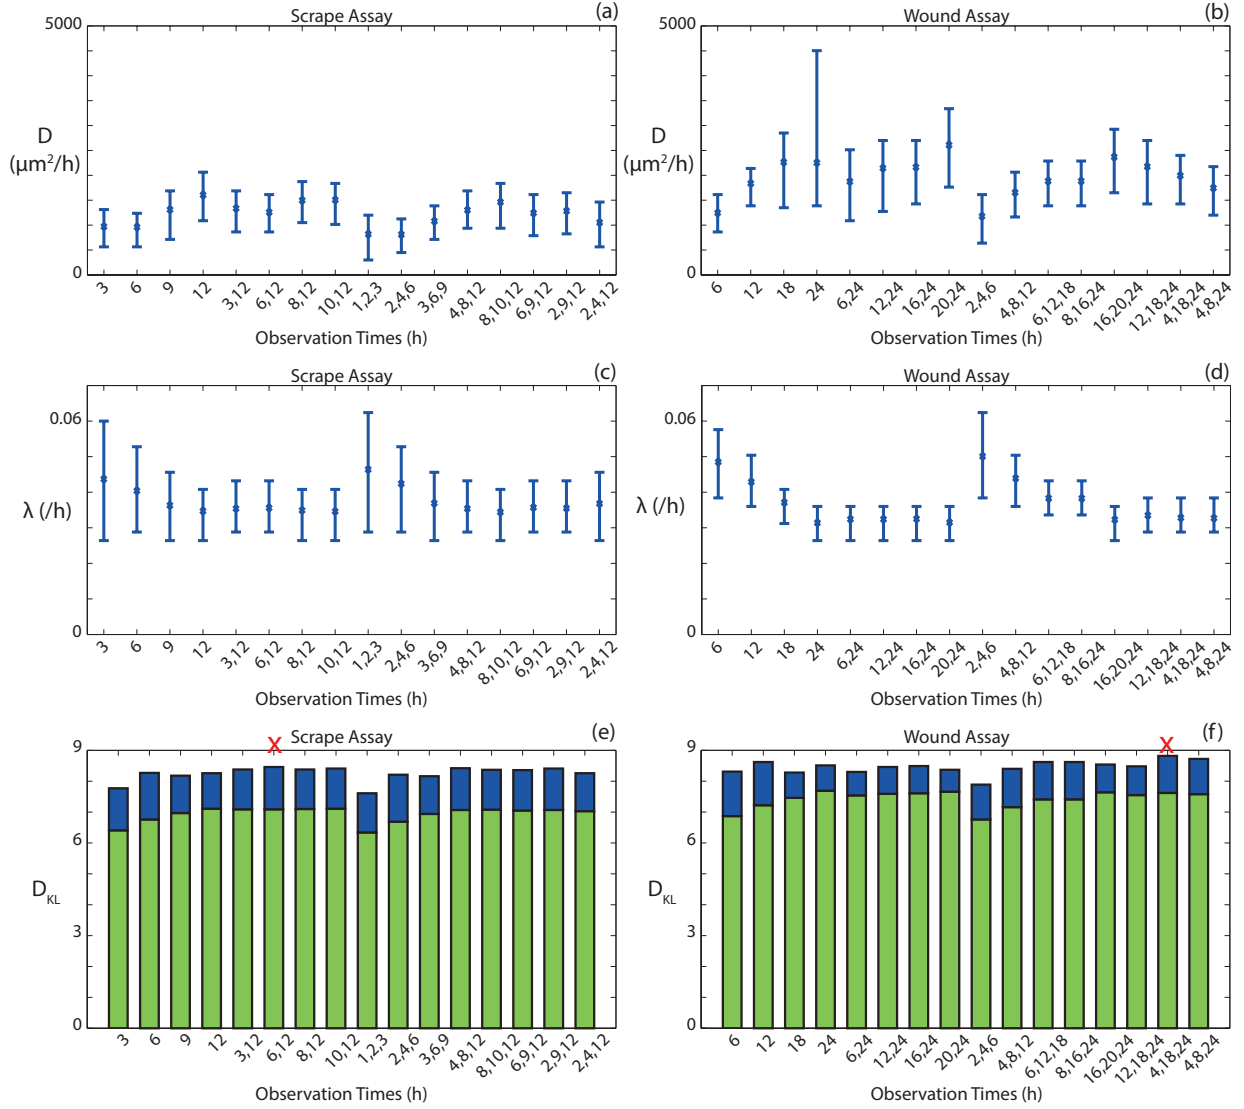 Scrape Assay
(a)
5000
D
(µm²/h)
0
3 6 9 12 3,12 6,12 8,12 10,12 1,2,3 2,4,6 3,6,9 4,8,12 8,10,12 6,9,12 2,9,12 2,4,12
Observation Times (h)
Wound Assay
(b)
5000
D
(µm²/h)
0
6 12 18 24 6,24 12,24 16,24 20,24 2,4,6 4,8,12 6,12,18 8,16,24 16,20,24 12,18,24 4,18,24 4,8,24
Observation Times (h)
Scrape Assay
(c)
0.06
λ (/h)
0
3 6 9 12 3,12 6,12 8,12 10,12 1,2,3 2,4,6 3,6,9 4,8,12 8,10,12 6,9,12 2,9,12 2,4,12
Observation Times (h)
Wound Assay
(d)
0.06
λ (/h)
0
6 12 18 24 6,24 12,24 16,24 20,24 2,4,6 4,8,12 6,12,18 8,16,24 16,20,24 12,18,24 4,18,24 4,8,24
Observation Times (h)
X
Scrape Assay
(e)
9
6
D_KL
3
0
3 6 9 12 3,12 6,12 8,12 10,12 1,2,3 2,4,6 3,6,9 4,8,12 8,10,12 6,9,12 2,9,12 2,4,12
Observation Times (h)
Wound Assay
X
(f)
9
6
D_KL
3
0
6 12 18 24 6,24 12,24 16,24 20,24 2,4,6 4,8,12 6,12,18 8,16,24 16,20,24 12,18,24 4,18,24 4,8,24
Observation Times (h)